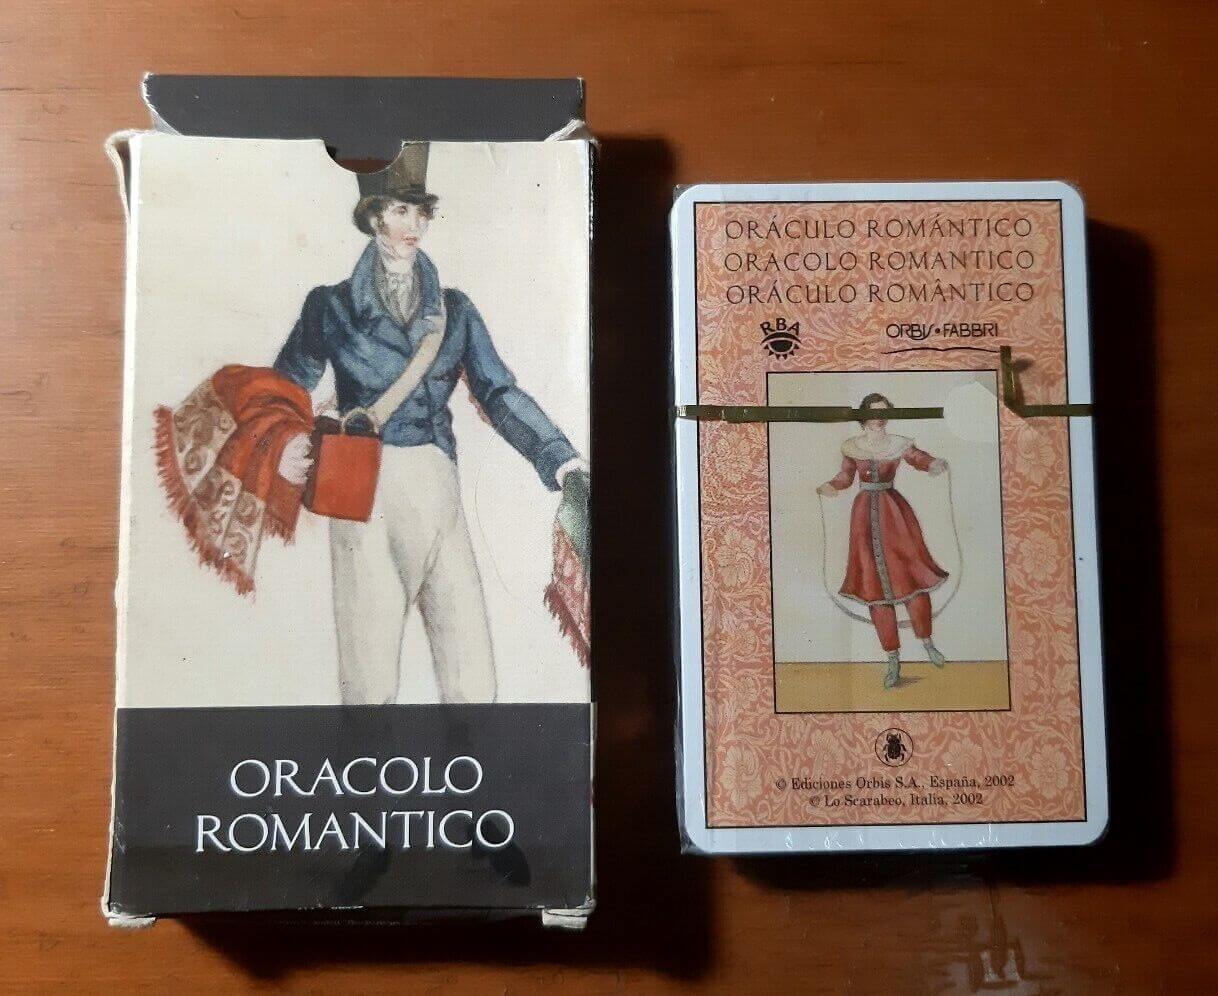 ORACOLO
ROMANTICO
ORÁCULO ROMÁNTICO
ORACOLO ROMANTICO
ORÁCULO ROMÂNTICO
RBA
ORBIS•FABBRI
© Ediciones Orbis S.A., España, 2002
© Lo Scarabeo, Italia, 2002